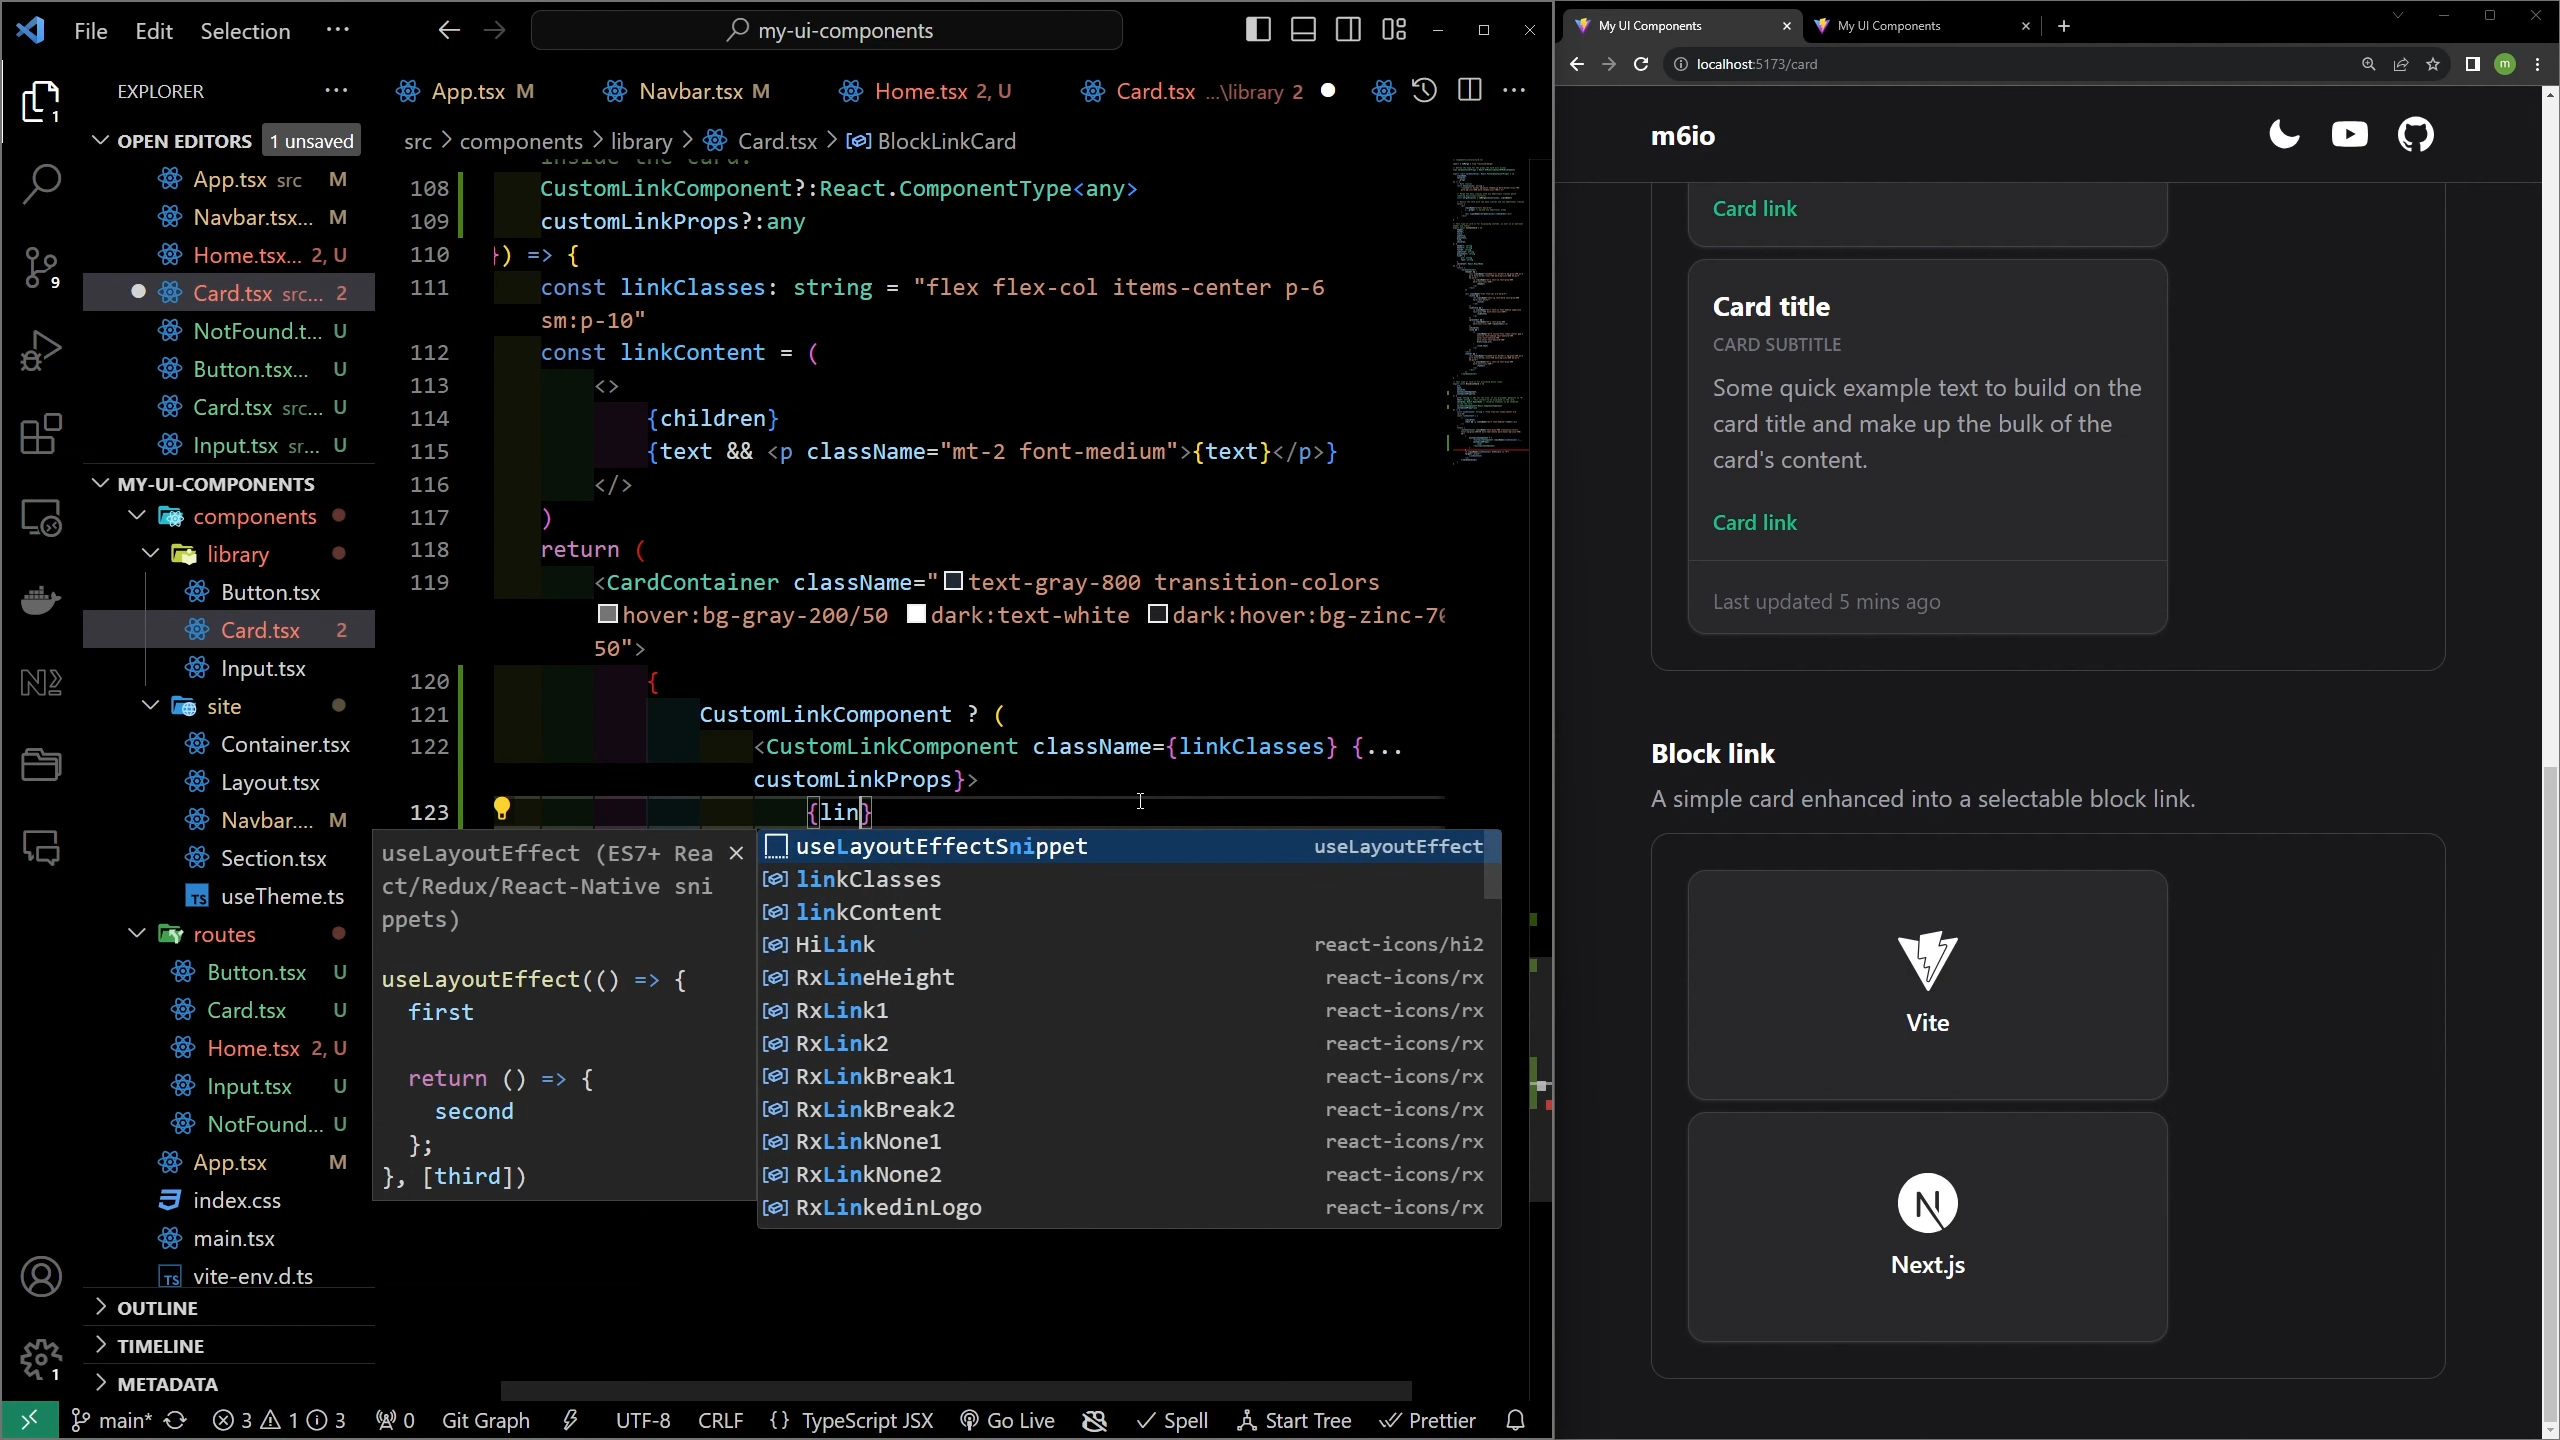 File Edit Selection ···
my-ui-components
EXPLORER
OPEN EDITORS 1 unsaved
App.tsx src M
Navbar.tsx... M
Home.tsx... 2, U
Card.tsx src... 2
NotFound.t... U
Button.tsx... U
Card.tsx src... U
Input.tsx sr... U
MY-UI-COMPONENTS
components
library
Button.tsx
Card.tsx 2
Input.tsx
site
Container.tsx
Layout.tsx
Navbar.... M
Section.tsx
useTheme.ts
routes
Button.tsx U
Card.tsx U
Home.tsx 2, U
Input.tsx U
NotFound... U
App.tsx M
index.css
main.tsx
vite-env.d.ts
OUTLINE
TIMELINE
METADATA
App.tsx M Navbar.tsx M Home.tsx 2, U Card.tsx ...\library 2
src > components > library > Card.tsx > BlockLinkCard
inside the card.
108 CustomLinkComponent?:React.ComponentType<any>
109 customLinkProps?:any
110 }) => {
111 const linkClasses: string = "flex flex-col items-center p-6
sm:p-10"
112 const linkContent = (
113 <>
114 {children}
115 {text && <p className="mt-2 font-medium">{text}</p>}
116 </>
117 )
118 return (
119 <CardContainer className="text-gray-800 transition-colors
hover:bg-gray-200/50 dark:text-white dark:hover:bg-zinc-70
50">
120 {
121 CustomLinkComponent ? (
122 <CustomLinkComponent className={linkClasses} {...
customLinkProps}>
123 {lin}
useLayoutEffect (ES7+ Rea
ct/Redux/React-Native sni
ppets)
useLayoutEffect(() => {
first
return () => {
second
};
}, [third])
useLayoutEffectSnippet useLayoutEffect
linkClasses
linkContent
HiLink react-icons/hi2
RxLineHeight react-icons/rx
RxLink1 react-icons/rx
RxLink2 react-icons/rx
RxLinkBreak1 react-icons/rx
RxLinkBreak2 react-icons/rx
RxLinkNone1 react-icons/rx
RxLinkNone2 react-icons/rx
RxLinkedinLogo react-icons/rx
main* 3 1 3 0 Git Graph UTF-8 CRLF {} TypeScript JSX Go Live Spell Start Tree Prettier
1
9
1
My UI Components My UI Components
localhost:5173/card
m
m6io
Card link
Card title
CARD SUBTITLE
Some quick example text to build on the
card title and make up the bulk of the
card's content.
Card link
Last updated 5 mins ago
Block link
A simple card enhanced into a selectable block link.
Vite
N
Next.js